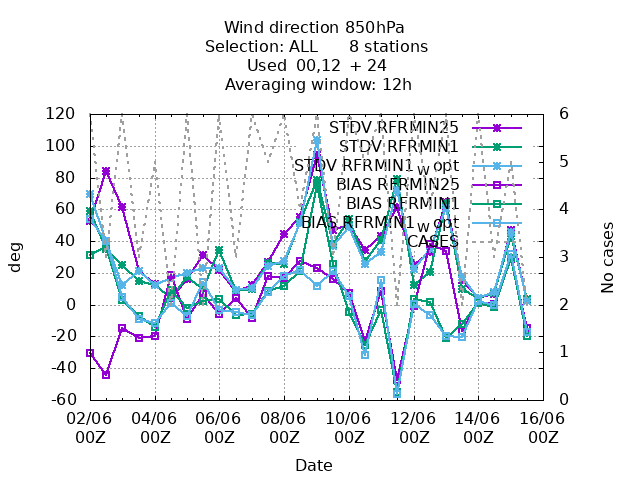 Wind direction 850hPa
Selection: ALL 8 stations
Used 00,12 + 24
Averaging window: 12h
120
100
80
60
40
20
0
-20
-40
-60
deg
6
5
4
3
2
1
0
No cases
STDV RFRMIN25
STDV RFRMIN1
STDV RFRMIN1_W opt
BIAS RFRMIN25
BIAS RFRMIN1
BIAS RFRMIN1_W opt
CASES
02/06 04/06 06/06 08/06 10/06 12/06 14/06 16/06
00Z 00Z 00Z 00Z 00Z 00Z 00Z 00Z
Date